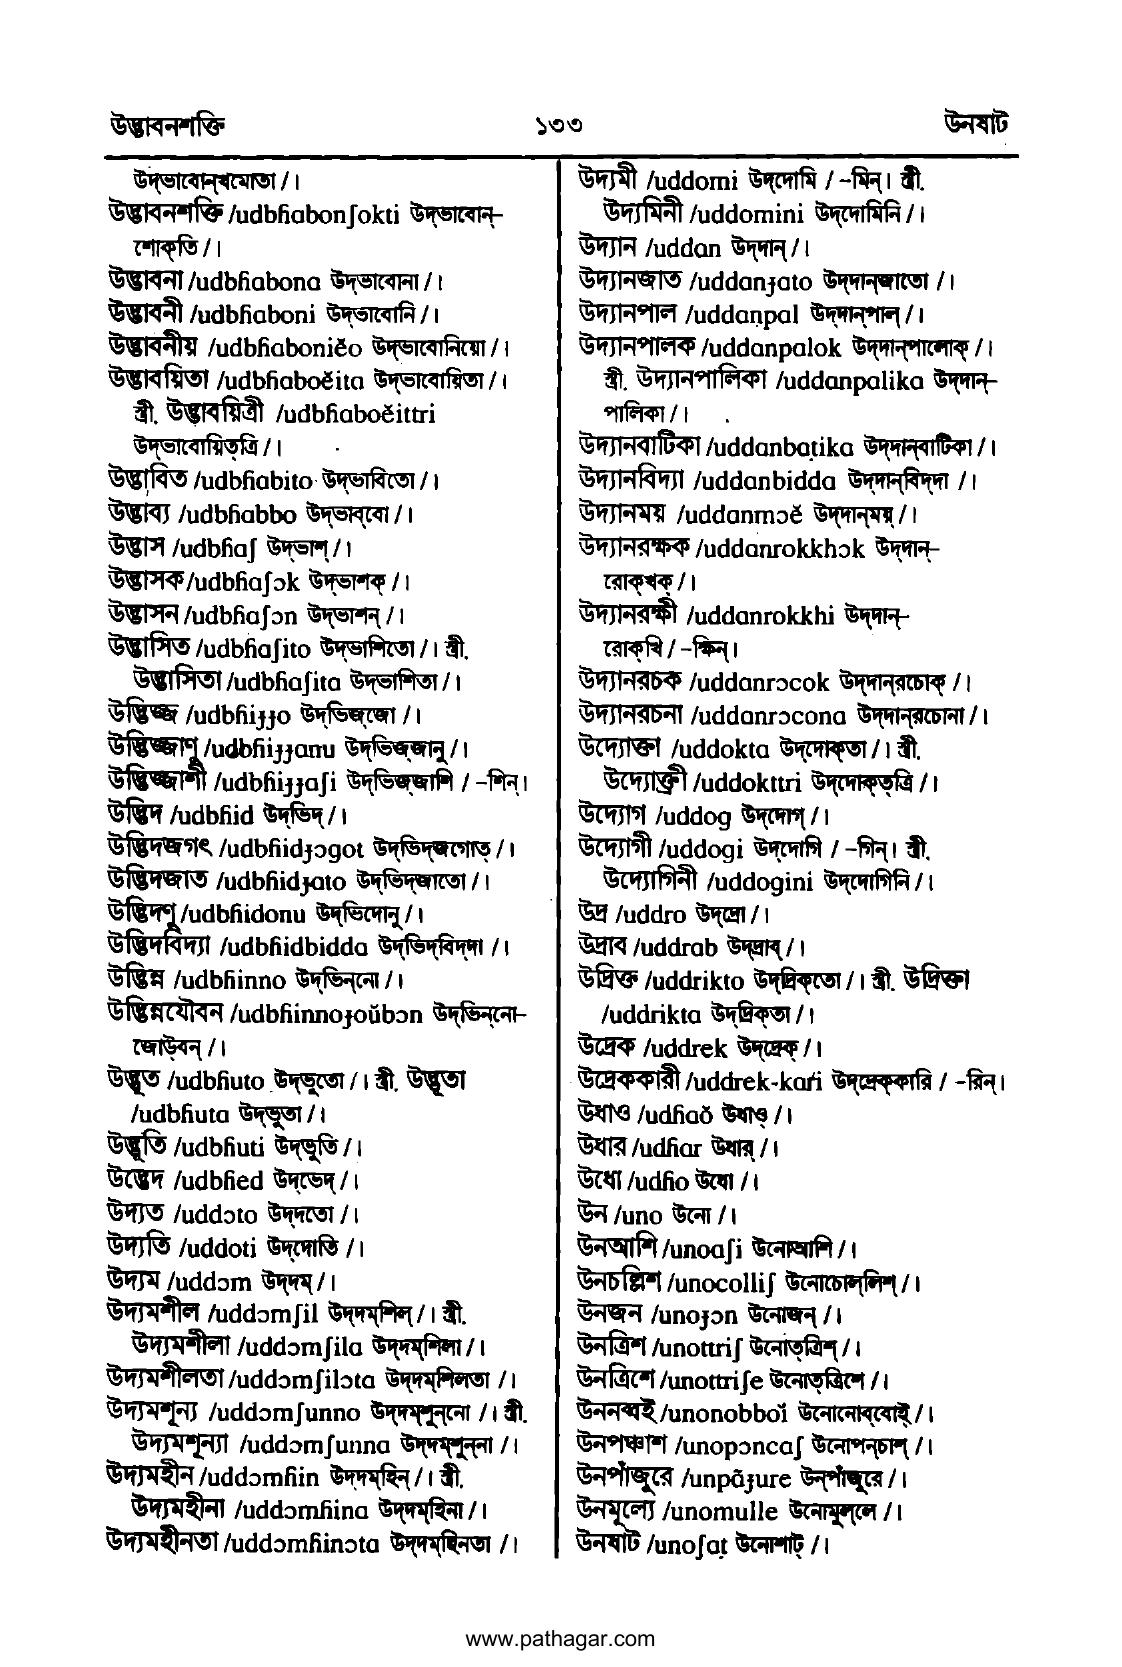 উদ্ভাবনশক্তি
১৩৩
উনষাট
উদ্‌ভাবোন্‌খমোতা /।
উদ্ভাবনশক্তি /udbɦabonʃokti উদ্‌ভাবোন্‌–
শোক্‌তি /।
উদ্ভাবনা /udbɦabona উদ্‌ভাবোনা /।
উদ্ভাবনী /udbɦaboni উদ্‌ভাবোনি /।
উদ্ভাবনীয় /udbɦaboniĕo উদ্‌ভাবোনিয়ো /।
উদ্ভাবয়িতা /udbɦaboĕita উদ্‌ভাবোয়িতা /।
স্ত্রী. উদ্ভাবয়িত্রী /udbɦaboĕittri
উদ্‌ভাবোয়িত্‌ত্রি /।
উদ্ভাবিত /udbɦabito উদ্‌ভাবিতো /।
উদ্ভাব্য /udbɦabbo উদ্‌ভাব্‌বো /।
উদ্ভাস /udbɦaʃ উদ্‌ভাশ্‌ /।
উদ্ভাসক /udbɦaʃɔk উদ্‌ভাশক্‌ /।
উদ্ভাসন /udbɦaʃɔn উদ্‌ভাশন্‌ /।
উদ্ভাসিত /udbɦaʃito উদ্‌ভাশিতো /। স্ত্রী.
উদ্ভাসিতা /udbɦaʃita উদ্‌ভাশিতা /।
উদ্ভিজ্জ /udbɦiɟɟo উদ্‌ভিজ্‌জো /।
উদ্ভিজ্জাণু /udbɦiɟɟanu উদ্‌ভিজ্‌জানু /।
উদ্ভিজ্জাশী /udbɦiɟɟaʃi উদ্‌ভিজ্‌জাশি / –শিন্‌।
উদ্ভিদ /udbɦid উদ্‌ভিদ্‌ /।
উদ্ভিদজগৎ /udbɦidɟɔgot উদ্‌ভিদ্‌জগোত্‌ /।
উদ্ভিদজাত /udbɦidɟato উদ্‌ভিদ্‌জাতো /।
উদ্ভিদণু /udbɦidonu উদ্‌ভিদোনু /।
উদ্ভিদবিদ্যা /udbɦidbidda উদ্‌ভিদ্‌বিদ্‌দা /।
উদ্ভিন্ন /udbɦinno উদ্‌ভিন্‌নো /।
উদ্ভিন্নযৌবন /udbɦinnoɟoŭbɔn উদ্‌ভিন্‌নো–
জোউ্‌বন্‌ /।
উদ্ভূত /udbɦuto উদ্‌ভুতো /। স্ত্রী. উদ্ভূতা
/udbɦuta উদ্‌ভুতা /।
উদ্ভূতি /udbɦuti উদ্‌ভুতি /।
উদ্ভেদ /udbɦed উদ্‌ভেদ্‌ /।
উদ্যত /uddɔto উদ্‌দতো /।
উদ্যতি /uddoti উদ্‌দোতি /।
উদ্যম /uddɔm উদ্‌দম্‌ /।
উদ্যমশীল /uddɔmʃil উদ্‌দম্‌শিল্‌ /। স্ত্রী.
উদ্যমশীলা /uddɔmʃila উদ্‌দম্‌শিলা /।
উদ্যমশীলতা /uddɔmʃilɔta উদ্‌দম্‌শিলতা /।
উদ্যমশূন্য /uddɔmʃunno উদ্‌দম্‌শুন্‌নো /। স্ত্রী.
উদ্যমশূন্যা /uddɔmʃunna উদ্‌দম্‌শুন্‌না /।
উদ্যমহীন /uddɔmɦin উদ্‌দম্‌হিন্‌ /। স্ত্রী.
উদ্যমহীনা /uddɔmɦina উদ্‌দম্‌হিনা /।
উদ্যমহীনতা /uddɔmɦinɔta উদ্‌দম্‌হিনতা /।
উদ্যমী /uddomi উদ্‌দোমি / –মিন্‌। স্ত্রী.
উদ্যমিনী /uddomini উদ্‌দোমিনি /।
উদ্যান /uddan উদ্‌দান্‌ /।
উদ্যানজাত /uddanɟato উদ্‌দান্‌জাতো /।
উদ্যানপাল /uddanpal উদ্‌দান্‌পাল্‌ /।
উদ্যানপালক /uddanpalok উদ্‌দান্‌পালোক্‌ /।
স্ত্রী. উদ্যানপালিকা /uddanpalika উদ্‌দান্‌–
পালিকা /।
উদ্যানবাটিকা /uddanbaṭika উদ্‌দান্‌বাটিকা /।
উদ্যানবিদ্যা /uddanbidda উদ্‌দান্‌বিদ্‌দা /।
উদ্যানময় /uddanmɔĕ উদ্‌দান্‌ময়্‌ /।
উদ্যানরক্ষক /uddanrokkhɔk উদ্‌দান্‌–
রোক্‌খক্‌ /।
উদ্যানরক্ষী /uddanrokkhi উদ্‌দান্‌–
রোক্‌খি / –ক্ষিন্‌।
উদ্যানরচক /uddanrɔcok উদ্‌দান্‌রচোক্‌ /।
উদ্যানরচনা /uddanrɔcona উদ্‌দান্‌রচোনা /।
উদ্যোক্তা /uddokta উদ্‌দোক্‌তা /। স্ত্রী.
উদ্যোক্ত্রী /uddokttri উদ্‌দোক্‌ত্‌ত্রি /।
উদ্যোগ /uddog উদ্‌দোগ্‌ /।
উদ্যোগী /uddogi উদ্‌দোগি / –গিন্‌। স্ত্রী.
উদ্যোগিনী /uddogini উদ্‌দোগিনি /।
উদ্র /uddro উদ্‌দ্রো /।
উদ্রাব /uddrab উদ্‌দ্রাব্‌ /।
উদ্রিক্ত /uddrikto উদ্‌দ্রিক্‌তো /। স্ত্রী. উদ্রিক্তা
/uddrikta উদ্‌দ্রিক্‌তা /।
উদ্রেক /uddrek উদ্‌দ্রেক্‌ /।
উদ্রেককারী /uddrek-kari উদ্‌দ্রেক্‌কারি / –রিন্‌।
উধাও /udɦaŏ উধাও্‌ /।
উধার /udɦar উধার্‌ /।
উধো /udɦo উধো /।
উন /uno উনো /।
উনআশি /unoaʃi উনোআশি /।
উনচল্লিশ /unocolliʃ উনোচোল্‌লিশ্‌ /।
উনজন /unoɟɔn উনোজন্‌ /।
উনত্রিশ /unottriʃ উনোত্‌ত্রিশ্‌ /।
উনত্রিশে /unottriʃe উনোত্‌ত্রিশে /।
উননব্বই /unonobboĭ উনোনোব্‌বোই্‌ /।
উনপঞ্চাশ /unopɔncaʃ উনোপন্‌চাশ্‌ /।
উনপাঁজুরে /unpãɟure উন্‌পাঁজুরে /।
উনমূল্যে /unomulle উনোমুল্‌লে /।
উনষাট /unoʃaṭ উনোশাট্‌ /।
www.pathagar.com